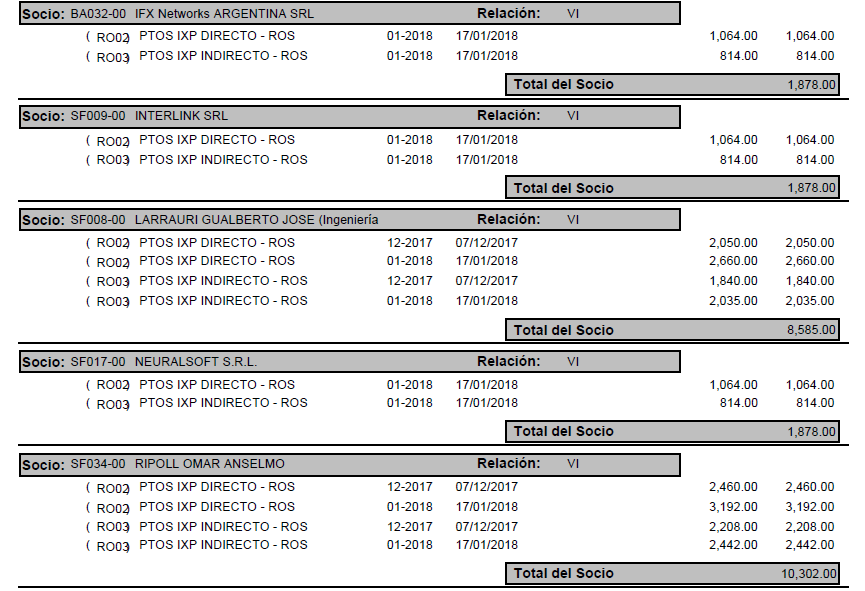 Socio: BA032-00 IFX Networks ARGENTINA SRL Relación: VI
( RO02) PTOS IXP DIRECTO - ROS 01-2018 17/01/2018 1,064.00 1,064.00
( RO03) PTOS IXP INDIRECTO - ROS 01-2018 17/01/2018 814.00 814.00
Total del Socio 1,878.00
Socio: SF009-00 INTERLINK SRL Relación: VI
( RO02) PTOS IXP DIRECTO - ROS 01-2018 17/01/2018 1,064.00 1,064.00
( RO03) PTOS IXP INDIRECTO - ROS 01-2018 17/01/2018 814.00 814.00
Total del Socio 1,878.00
Socio: SF008-00 LARRAURI GUALBERTO JOSE (Ingeniería Relación: VI
( RO02) PTOS IXP DIRECTO - ROS 12-2017 07/12/2017 2,050.00 2,050.00
( RO02) PTOS IXP DIRECTO - ROS 01-2018 17/01/2018 2,660.00 2,660.00
( RO03) PTOS IXP INDIRECTO - ROS 12-2017 07/12/2017 1,840.00 1,840.00
( RO03) PTOS IXP INDIRECTO - ROS 01-2018 17/01/2018 2,035.00 2,035.00
Total del Socio 8,585.00
Socio: SF017-00 NEURALSOFT S.R.L. Relación: VI
( RO02) PTOS IXP DIRECTO - ROS 01-2018 17/01/2018 1,064.00 1,064.00
( RO03) PTOS IXP INDIRECTO - ROS 01-2018 17/01/2018 814.00 814.00
Total del Socio 1,878.00
Socio: SF034-00 RIPOLL OMAR ANSELMO Relación: VI
( RO02) PTOS IXP DIRECTO - ROS 12-2017 07/12/2017 2,460.00 2,460.00
( RO02) PTOS IXP DIRECTO - ROS 01-2018 17/01/2018 3,192.00 3,192.00
( RO03) PTOS IXP INDIRECTO - ROS 12-2017 07/12/2017 2,208.00 2,208.00
( RO03) PTOS IXP INDIRECTO - ROS 01-2018 17/01/2018 2,442.00 2,442.00
Total del Socio 10,302.00